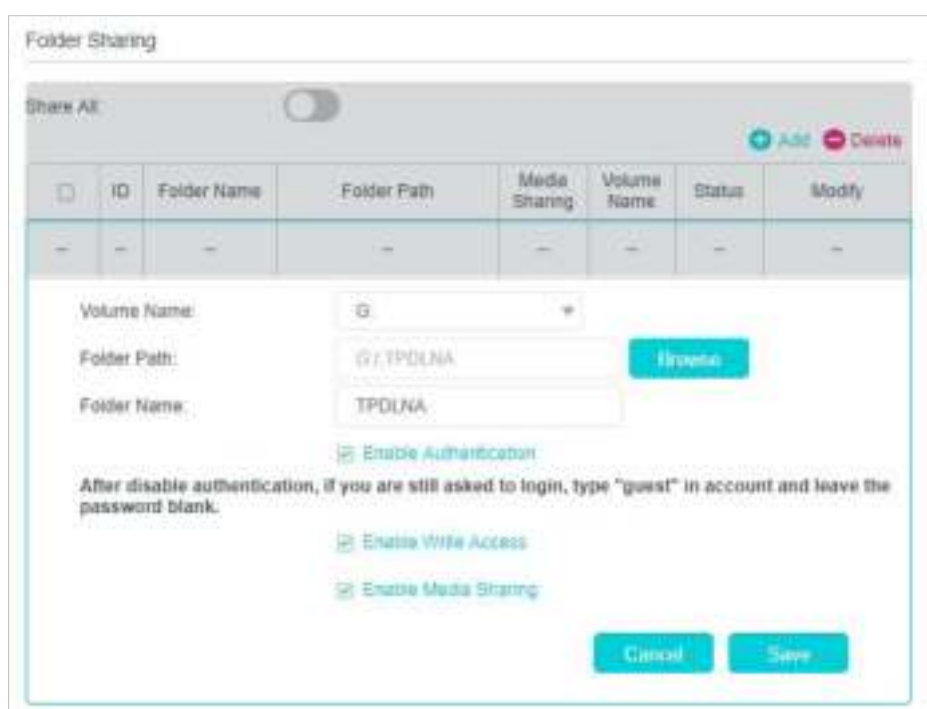 Folder Sharing
Share All:
Add Delete
ID Folder Name Folder Path Media Sharing Volume Name Status Modify
-- -- -- -- -- -- -- --
Volume Name: G:
Folder Path: G:/,TPDLNA Browse
Folder Name: TPDLNA
Enable Authentication
After disable authentication, if you are still asked to login, type "guest" in account and leave the
password blank.
Enable Write Access
Enable Media Sharing
Cancel Save